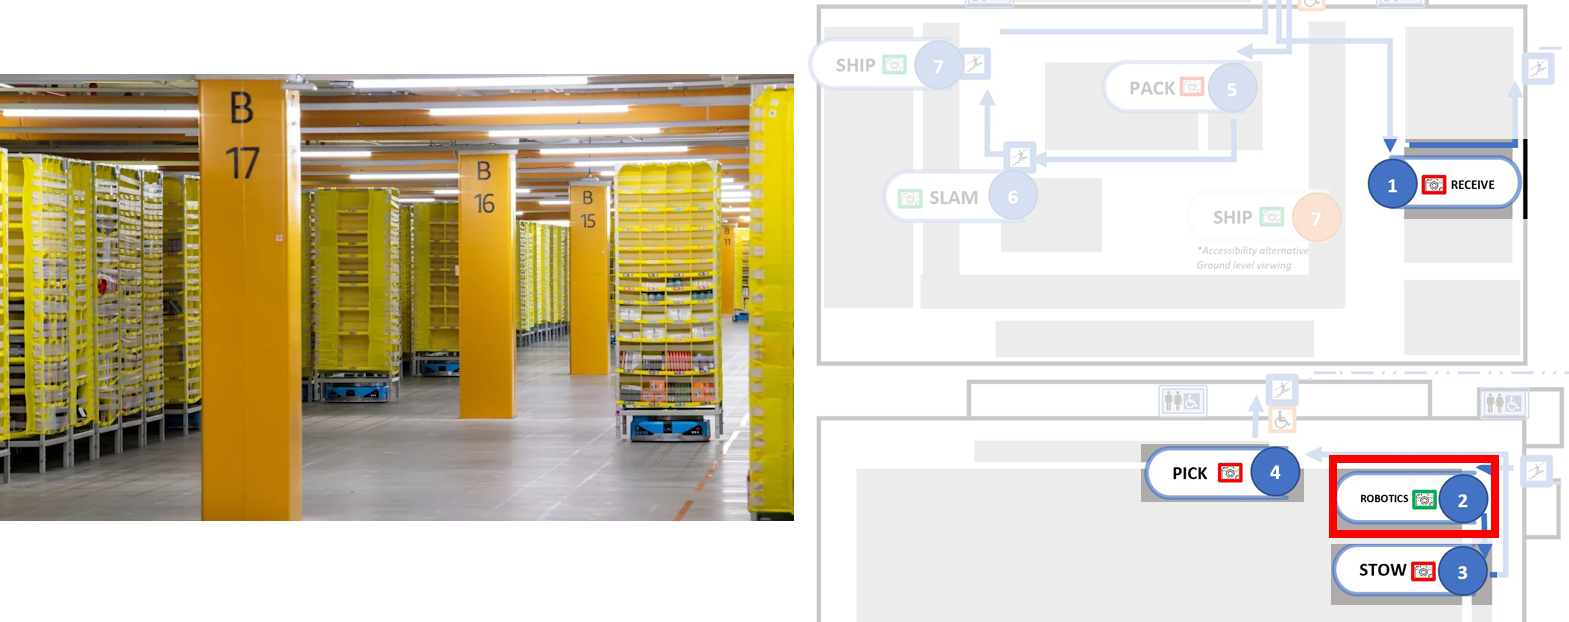 B
17
B
16
B
15
B
11
SHIP 7
PACK 5
1 RECEIVE
SLAM 6
SHIP 7
*Accessibility alternative
Ground level viewing
PICK 4
ROBOTICS 2
STOW 3